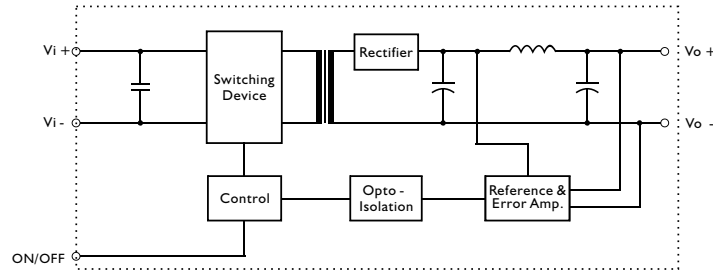 Vi +
Rectifier
Vo +
Switching
Device
Vi -
Vo -
Control
Opto -
Isolation
Reference &
Error Amp.
ON/OFF